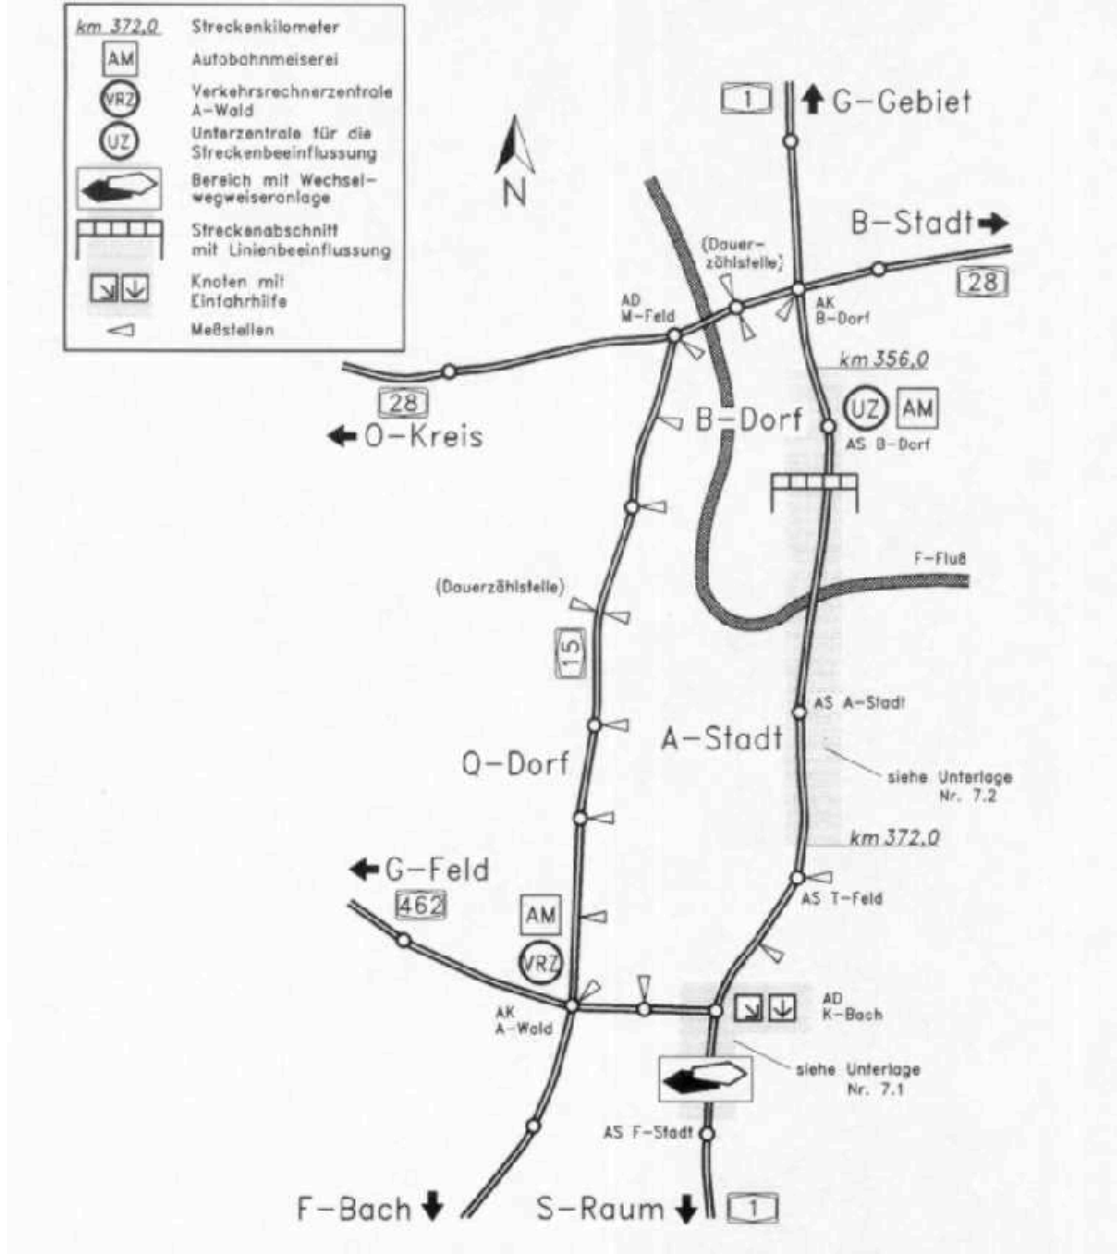 km 372,0 Streckenkilometer
AM Autobahnmeiserei
VRZ Verkehrsrechnerzentrale
A-Wald
UZ Unterzentrale für die
Streckenbeeinflussung
Bereich mit Wechsel-
wegweiseranlage
Streckenabschnitt
mit Linienbeeinflussung
Knoten mit
Einfahrhilfe
Meßstellen
N
1
G-Gebiet
B-Stadt
28
(Dauer-
zählstelle)
AD
M-Feld
AK
B-Dorf
km 356,0
28
O-Kreis
B-Dorf
UZ AM
AS B-Dorf
F-Fluß
(Dauerzählstelle)
15
AS A-Stadt
A-Stadt
Q-Dorf
siehe Unterlage
Nr. 7.2
km 372,0
G-Feld
462
AS T-Feld
AM
VRZ
AK
A-Wald
AD
K-Bach
siehe Unterlage
Nr. 7.1
AS F-Stadt
F-Bach
S-Raum
1